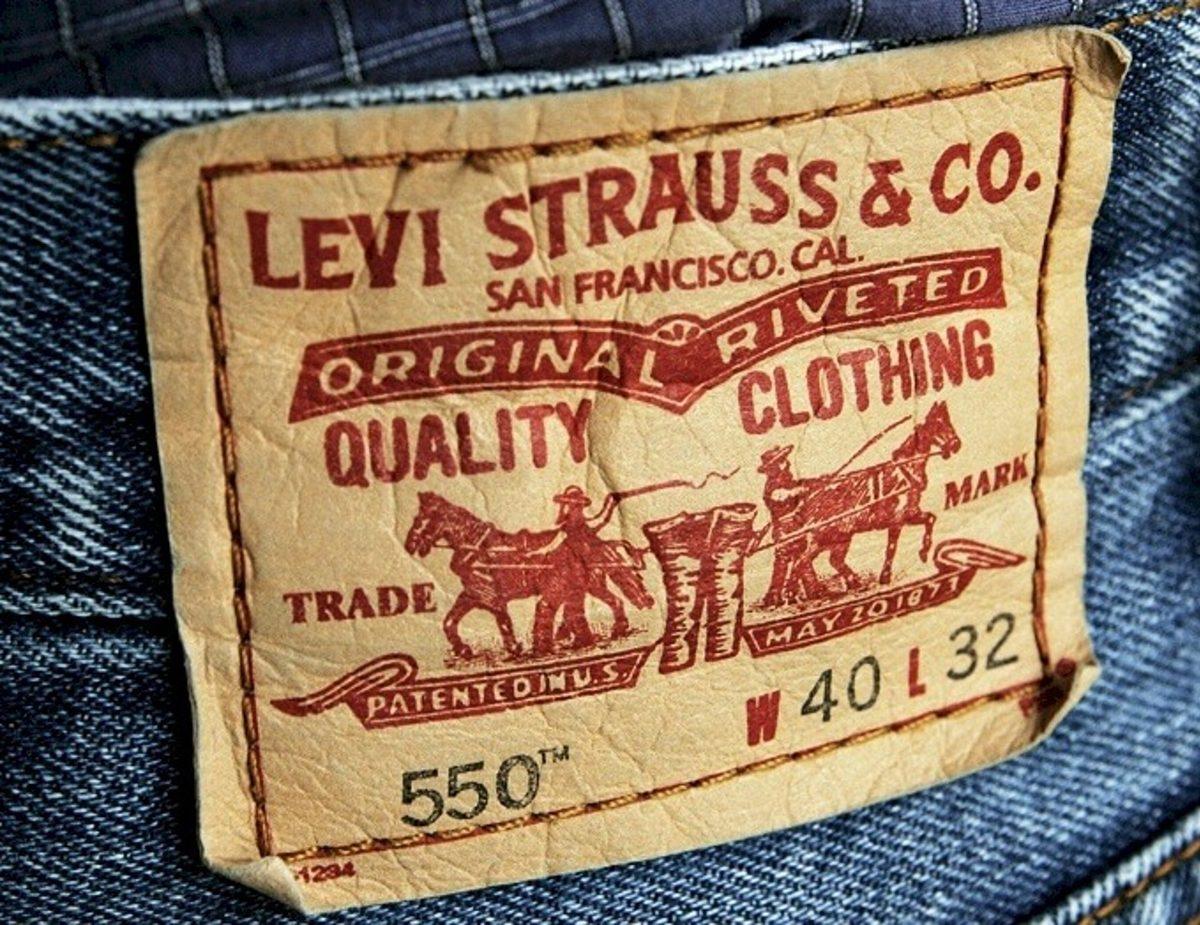 LEVI STRAUSS & CO.
SAN FRANCISCO. CAL.
ORIGINAL RIVETED
QUALITY CLOTHING
TRADE MARK
PATENTED IN U.S. MAY 20 1873
W 40 L 32
550™
-1234